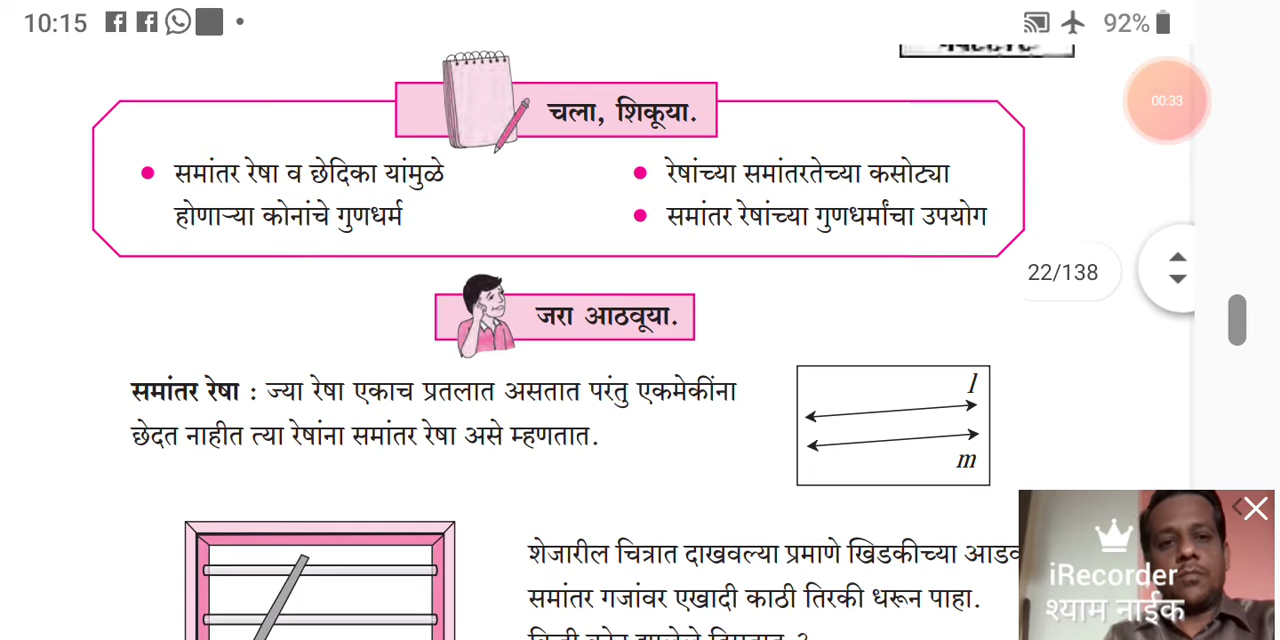 10:15
92%
00:33
चला, शिकूया.
समांतर रेषा व छेदिका यांमुळे
होणाऱ्या कोनांचे गुणधर्म
रेषांच्या समांतरतेच्या कसोट्या
समांतर रेषांच्या गुणधर्मांचा उपयोग
22/138
जरा आठवूया.
समांतर रेषा : ज्या रेषा एकाच प्रतलात असतात परंतु एकमेकींना
छेदत नाहीत त्या रेषांना समांतर रेषा असे म्हणतात.
l
m
शेजारील चित्रात दाखवल्या प्रमाणे खिडकीच्या
समांतर गजांवर एखादी काठी तिरकी धरून पाहा.
iRecorder
श्याम नाईक